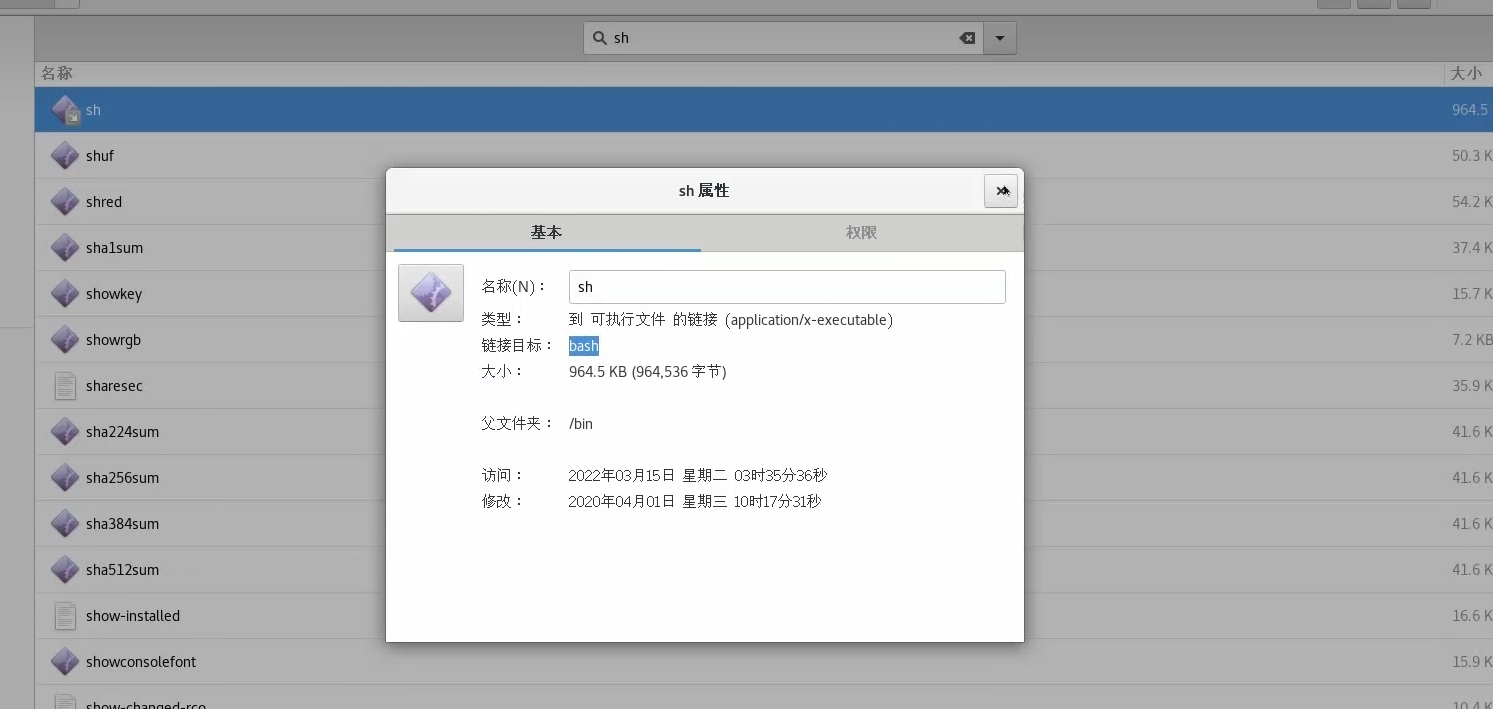 sh
名称 大小
sh 964.5
shuf 50.3 K
shred 54.2 K
sha1sum 37.4 K
showkey 15.7 K
showrgb 7.2 KB
sharesec 35.9 K
sha224sum 41.6 K
sha256sum 41.6 K
sha384sum 41.6 K
sha512sum 41.6 K
show-installed 16.6 K
showconsolefont 15.9 K
show-changed-rco 10.4 K
sh 属性
基本 权限
名称(N)： sh
类型： 到 可执行文件 的链接 (application/x-executable)
链接目标： bash
大小： 964.5 KB (964,536 字节)
父文件夹： /bin
访问： 2022年03月15日 星期二 03时35分36秒
修改： 2020年04月01日 星期三 10时17分31秒